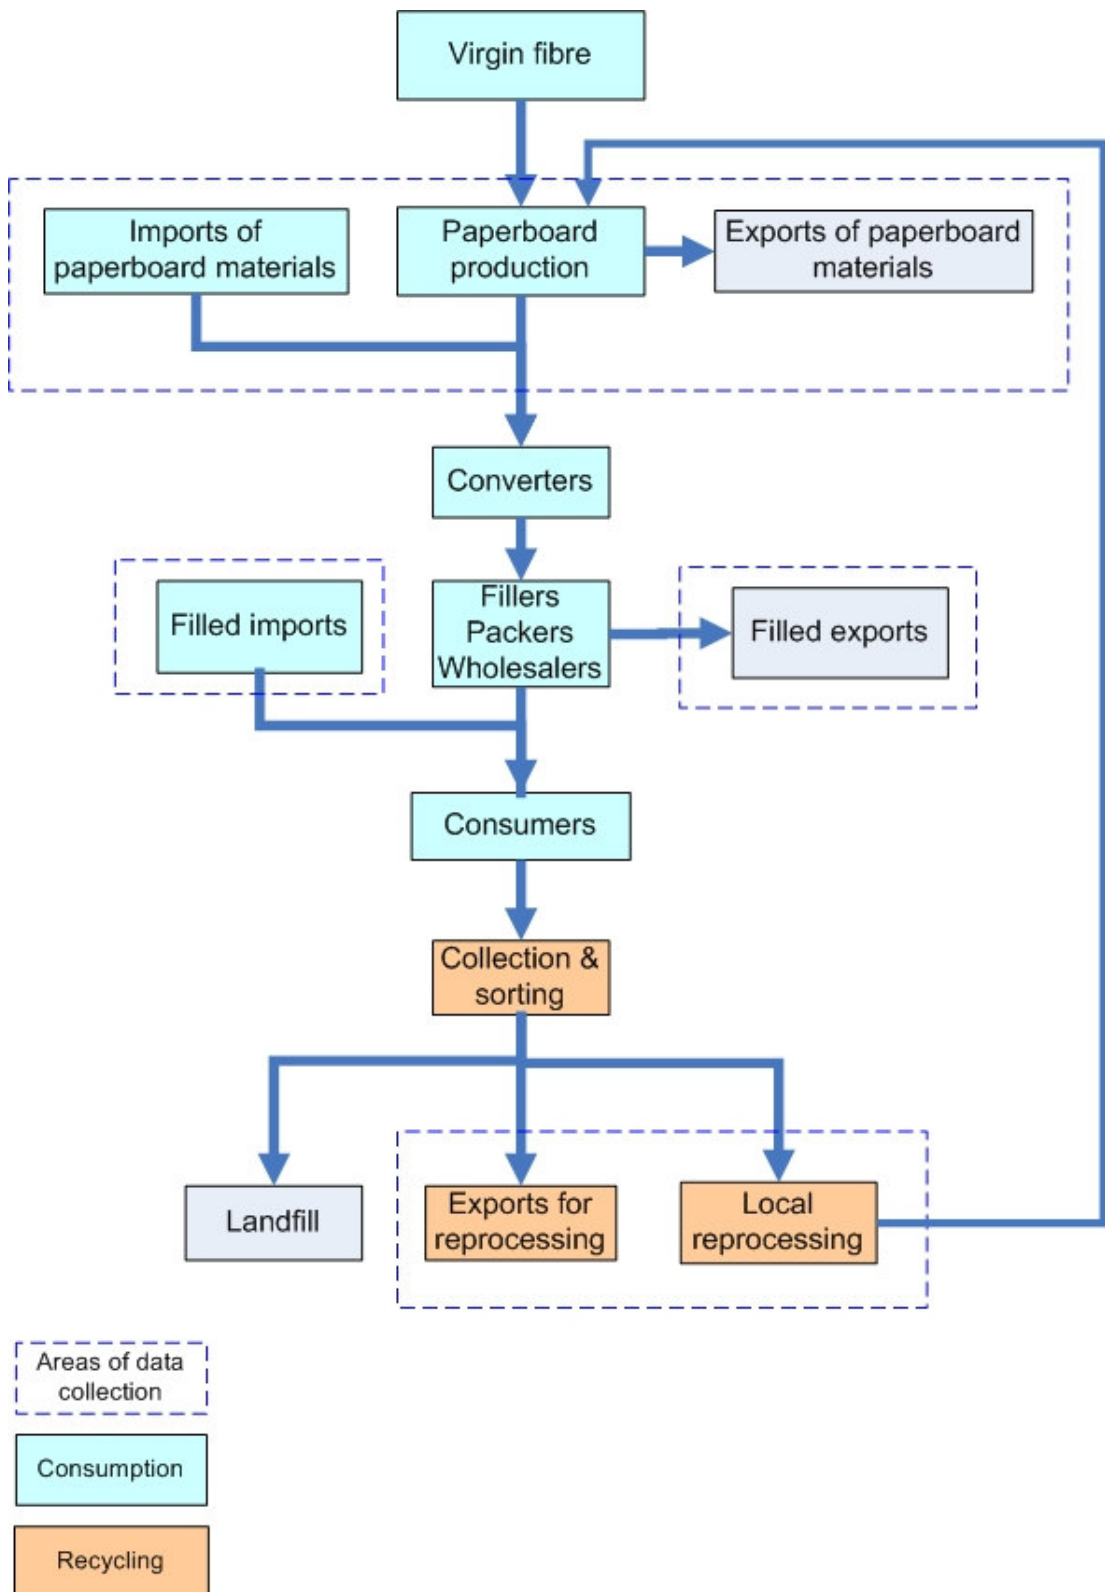 Virgin fibre
Imports of
paperboard materials
Paperboard
production
Exports of paperboard
materials
Converters
Filled imports
Fillers
Packers
Wholesalers
Filled exports
Consumers
Collection &
sorting
Landfill
Exports for
reprocessing
Local
reprocessing
Areas of data
collection
Consumption
Recycling